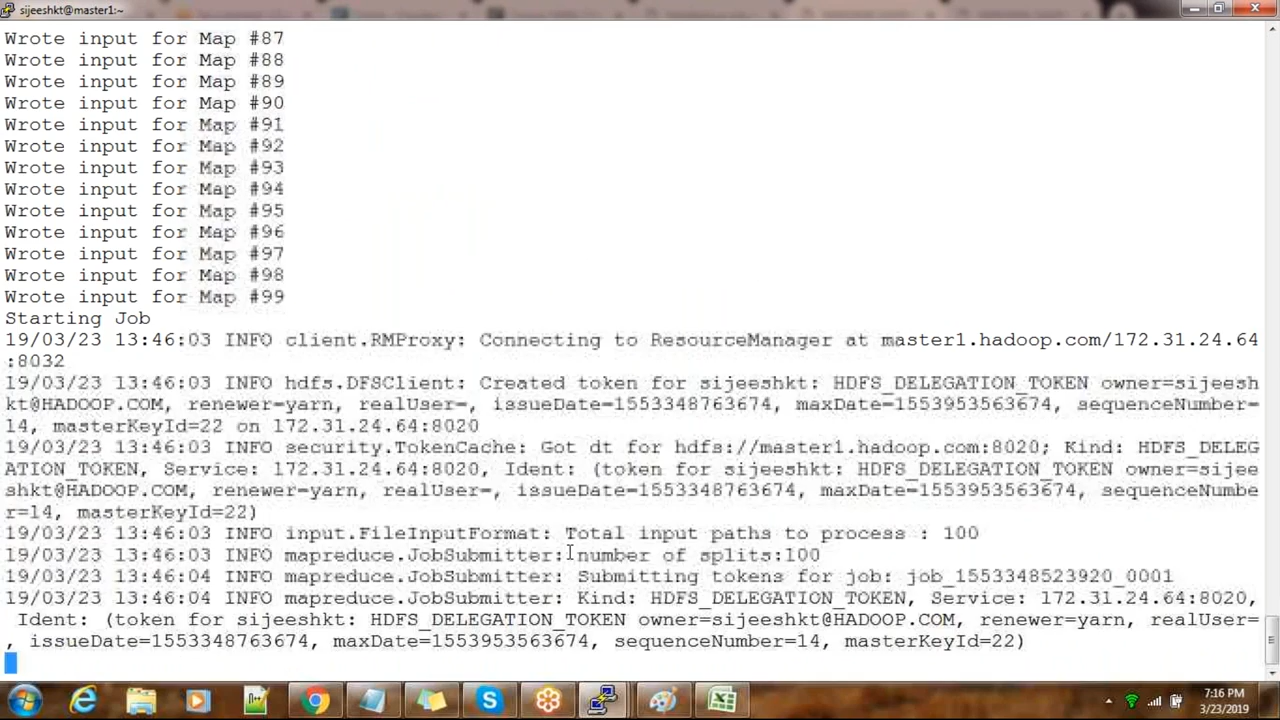 sijeeshkt@master1:~
Wrote input for Map #87
Wrote input for Map #88
Wrote input for Map #89
Wrote input for Map #90
Wrote input for Map #91
Wrote input for Map #92
Wrote input for Map #93
Wrote input for Map #94
Wrote input for Map #95
Wrote input for Map #96
Wrote input for Map #97
Wrote input for Map #98
Wrote input for Map #99
Starting Job
19/03/23 13:46:03 INFO client.RMProxy: Connecting to ResourceManager at master1.hadoop.com/172.31.24.64
:8032
19/03/23 13:46:03 INFO hdfs.DFSClient: Created token for sijeeshkt: HDFS_DELEGATION_TOKEN owner=sijeesh
kt@HADOOP.COM, renewer=yarn, realUser=, issueDate=1553348763674, maxDate=1553953563674, sequenceNumber=
14, masterKeyId=22 on 172.31.24.64:8020
19/03/23 13:46:03 INFO security.TokenCache: Got dt for hdfs://master1.hadoop.com:8020; Kind: HDFS_DELEG
ATION_TOKEN, Service: 172.31.24.64:8020, Ident: (token for sijeeshkt: HDFS_DELEGATION_TOKEN owner=sijee
shkt@HADOOP.COM, renewer=yarn, realUser=, issueDate=1553348763674, maxDate=1553953563674, sequenceNumbe
r=14, masterKeyId=22)
19/03/23 13:46:03 INFO input.FileInputFormat: Total input paths to process : 100
19/03/23 13:46:03 INFO mapreduce.JobSubmitter: number of splits:100
19/03/23 13:46:04 INFO mapreduce.JobSubmitter: Submitting tokens for job: job_1553348523920_0001
19/03/23 13:46:04 INFO mapreduce.JobSubmitter: Kind: HDFS_DELEGATION_TOKEN, Service: 172.31.24.64:8020,
Ident: (token for sijeeshkt: HDFS_DELEGATION_TOKEN owner=sijeeshkt@HADOOP.COM, renewer=yarn, realUser=
, issueDate=1553348763674, maxDate=1553953563674, sequenceNumber=14, masterKeyId=22)
7:16 PM
3/23/2019